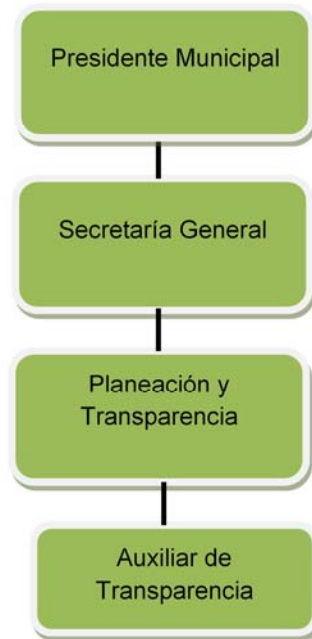 Presidente Municipal
Secretaría General
Planeación y
Transparencia
Auxiliar de
Transparencia